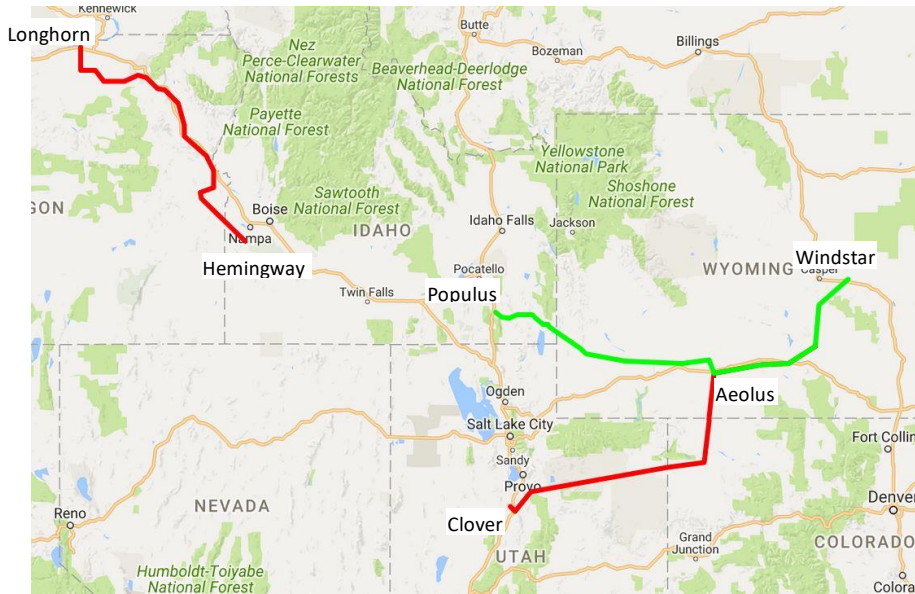 Kennewick
Longhorn
Butte
Bozeman
Billings
Nez
Perce-Clearwater
National Forests
Beaverhead-Deerlodge
National Forest
Payette
National Forest
Yellowstone
National Park
Shoshone
National Forest
Sawtooth
National Forest
GON
Boise
Nampa
IDAHO
Idaho Falls
Jackson
Hemingway
Pocatello
Populus
Twin Falls
WYOMING
Windstar
Casper
Aeolus
Ogden
Salt Lake City
Sandy
Provo
Fort Collin
NEVADA
Reno
Clover
UTAH
Grand
Junction
Denver
COLORADO
Humboldt-Toiyabe
National Forest
Colora